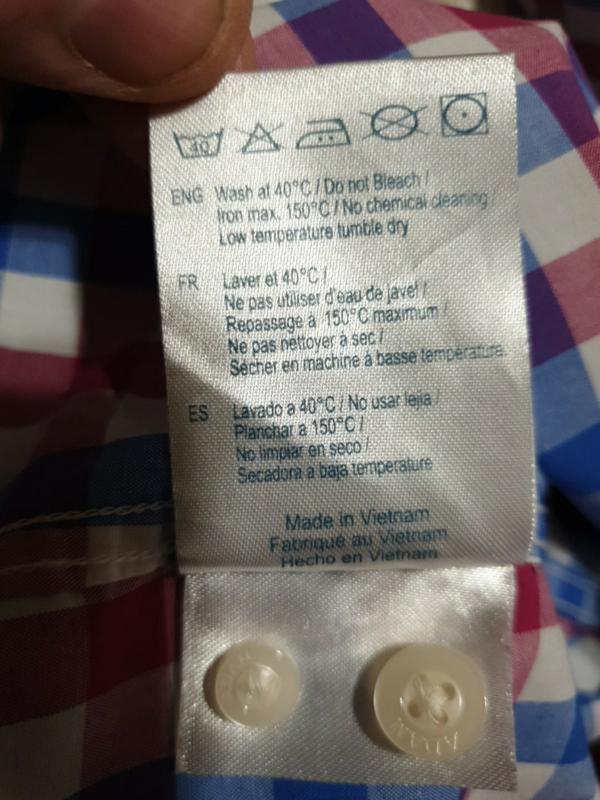 40
ENG Wash at 40°C / Do not Bleach /
Iron max. 150°C / No chemical cleaning /
Low temperature tumble dry
FR Laver et 40°C /
Ne pas utiliser d'eau de javel /
Repassage à 150°C maximum /
Ne pas nettoyer à sec /
Sécher en machine à basse température
ES Lavado a 40°C / No usar lejia /
Planchar a 150°C /
No limpiar en seco /
Secadora a baja temperature
Made in Vietnam
Fabriqué au Vietnam
Hecho en Vietnam